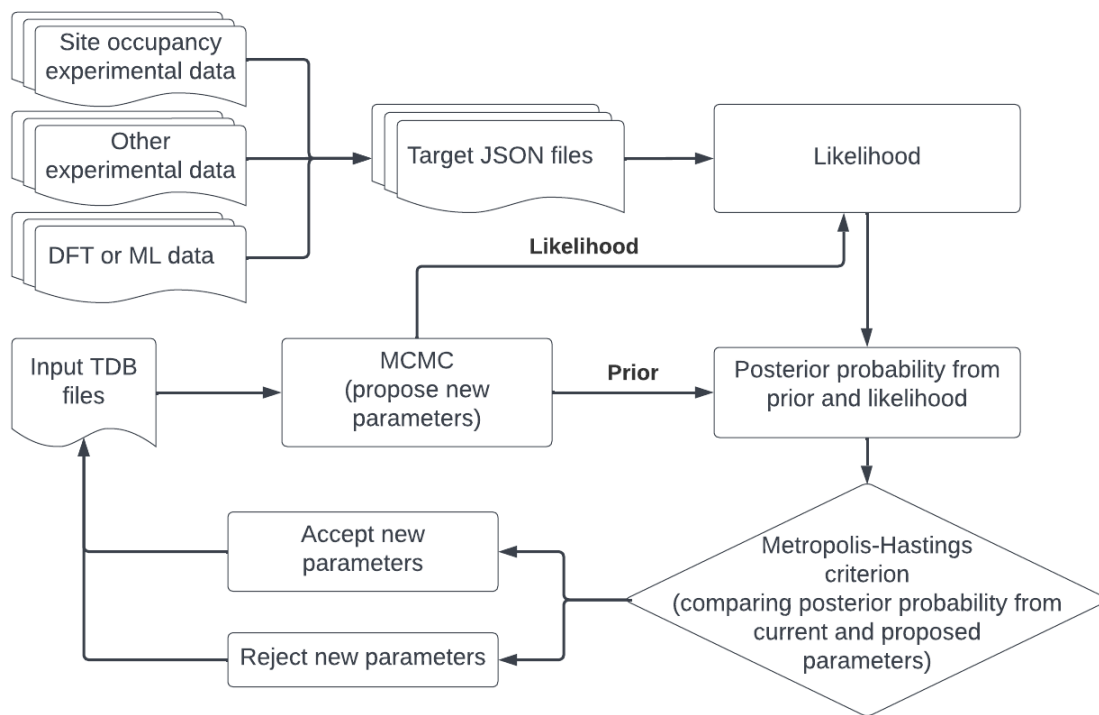 Site occupancy
experimental data
Other
experimental data
DFT or ML data
Target JSON files
Likelihood
Likelihood
Input TDB
files
MCMC
(propose new
parameters)
Prior
Posterior probability from
prior and likelihood
Accept new
parameters
Reject new parameters
Metropolis-Hastings
criterion
(comparing posterior probability from
current and proposed
parameters)